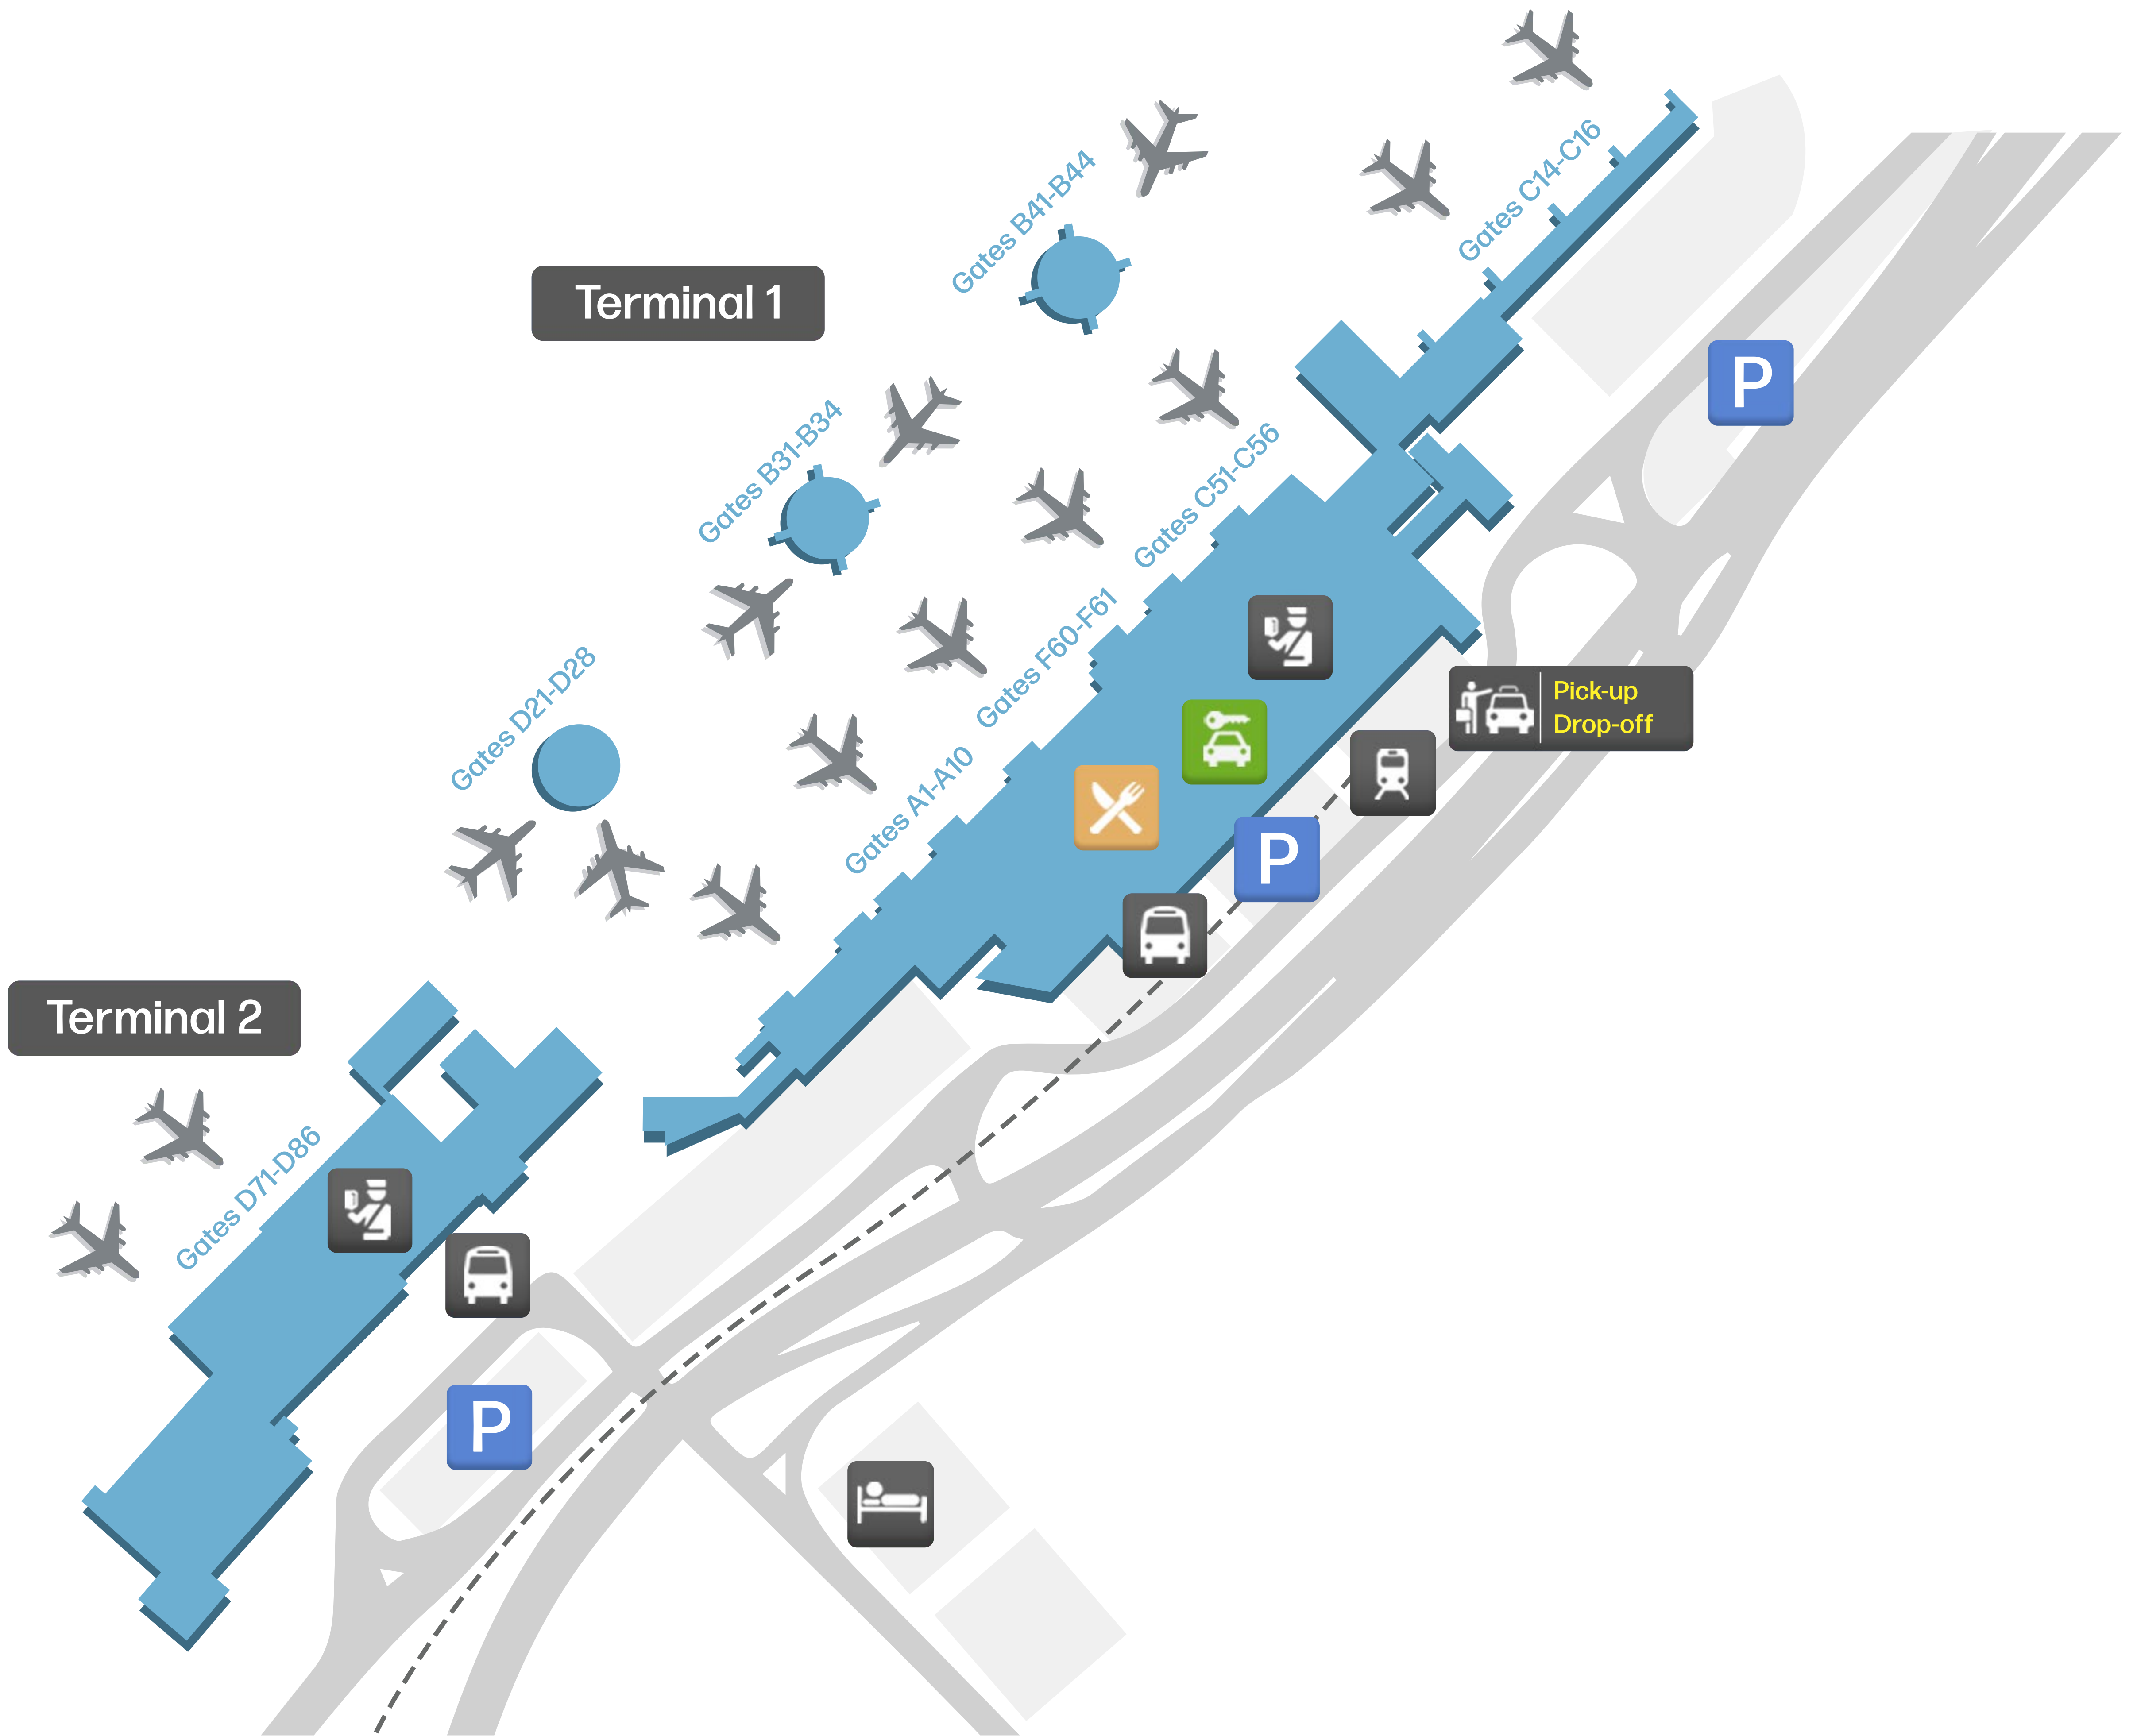 Terminal 1
Gates B41-B44
Gates C14-C16
Gates B31-B34
Gates C51-C56
Gates F60-F61
Gates D21-D28
Gates A1-A10
P
Pick-up
Drop-off
P
Terminal 2
Gates D71-D86
P